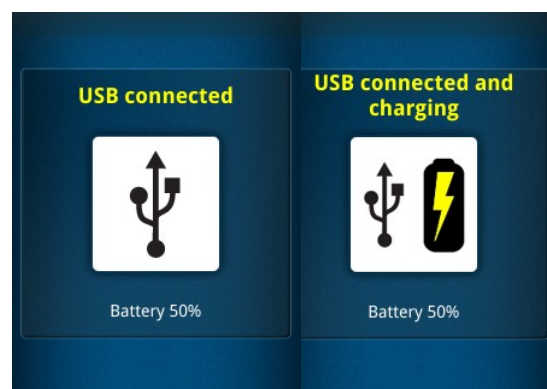 USB connected
Battery 50%
USB connected and
charging
Battery 50%